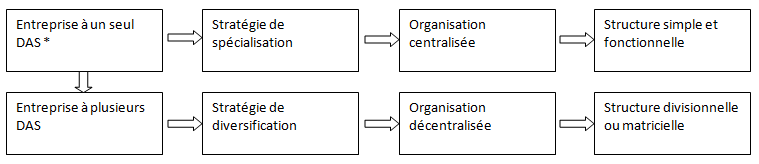 Entreprise à un seul
DAS *
Stratégie de
spécialisation
Organisation
centralisée
Structure simple et
fonctionnelle
Entreprise à plusieurs
DAS
Stratégie de
diversification
Organisation
décentralisée
Structure divisionnelle
ou matricielle